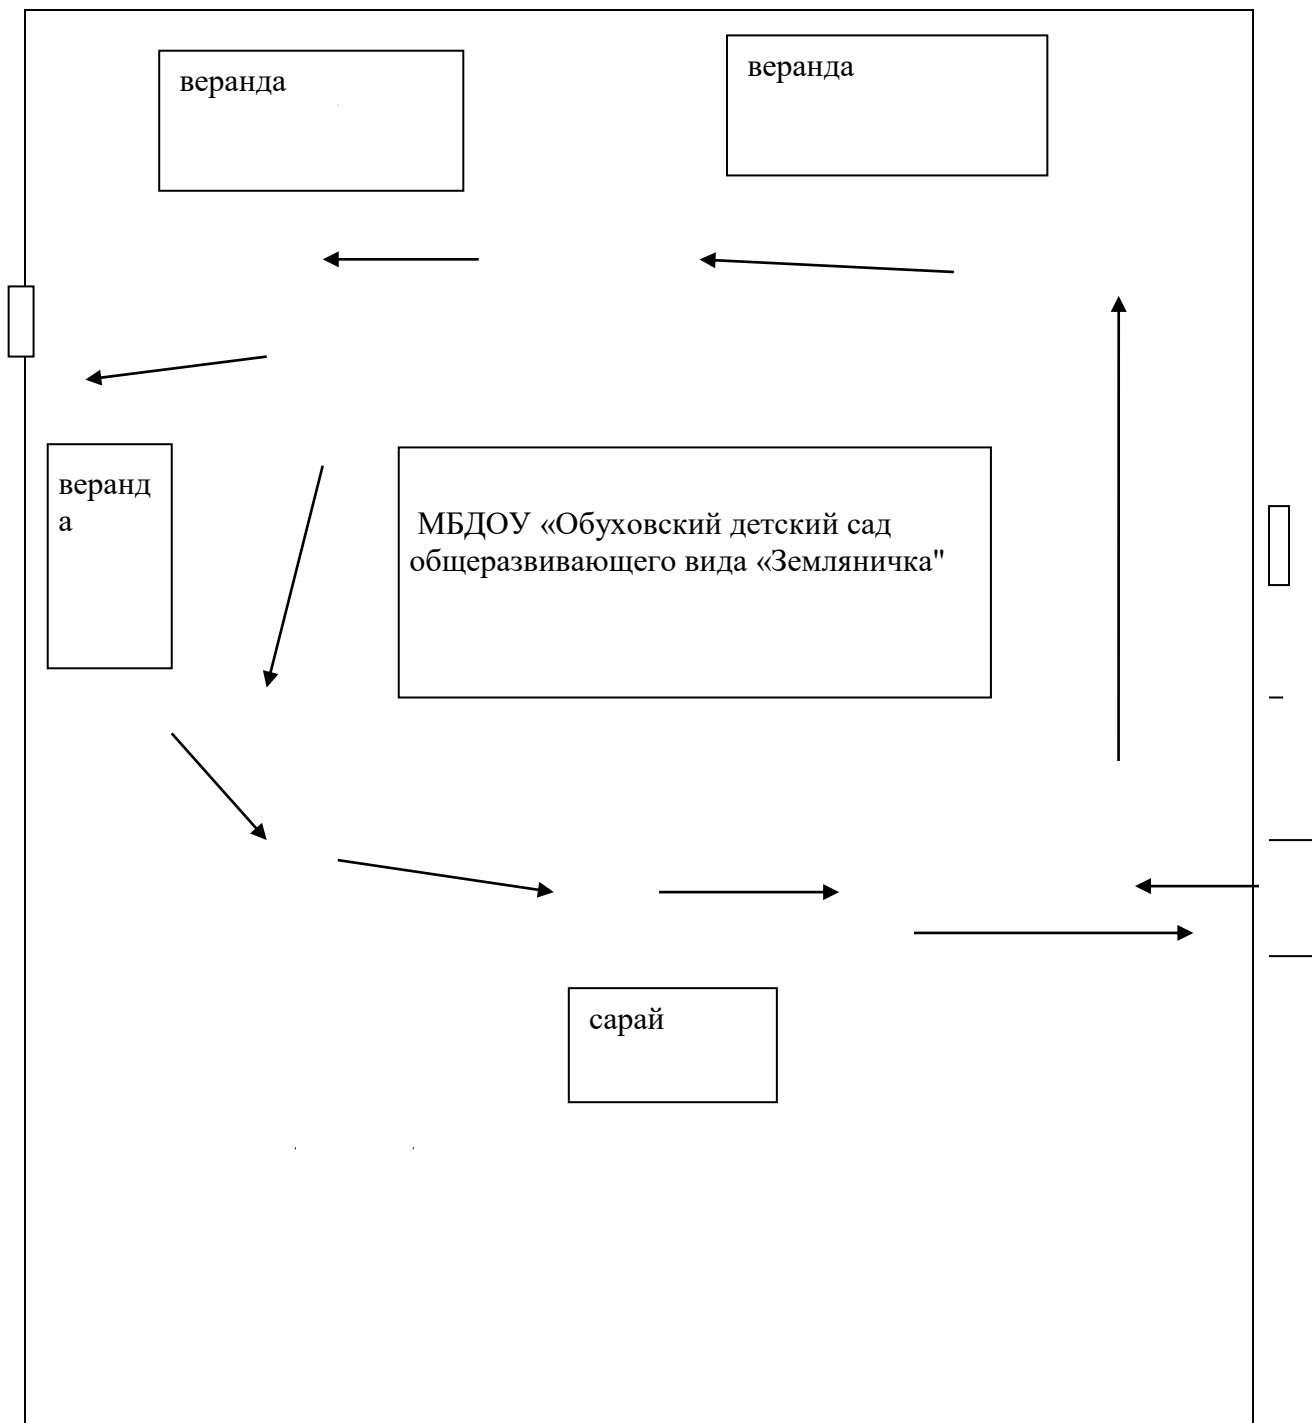 веранда
веранда
веранд
а
МБДОУ «Обуховский детский сад
общеразвивающего вида «Земляничка"
сарай